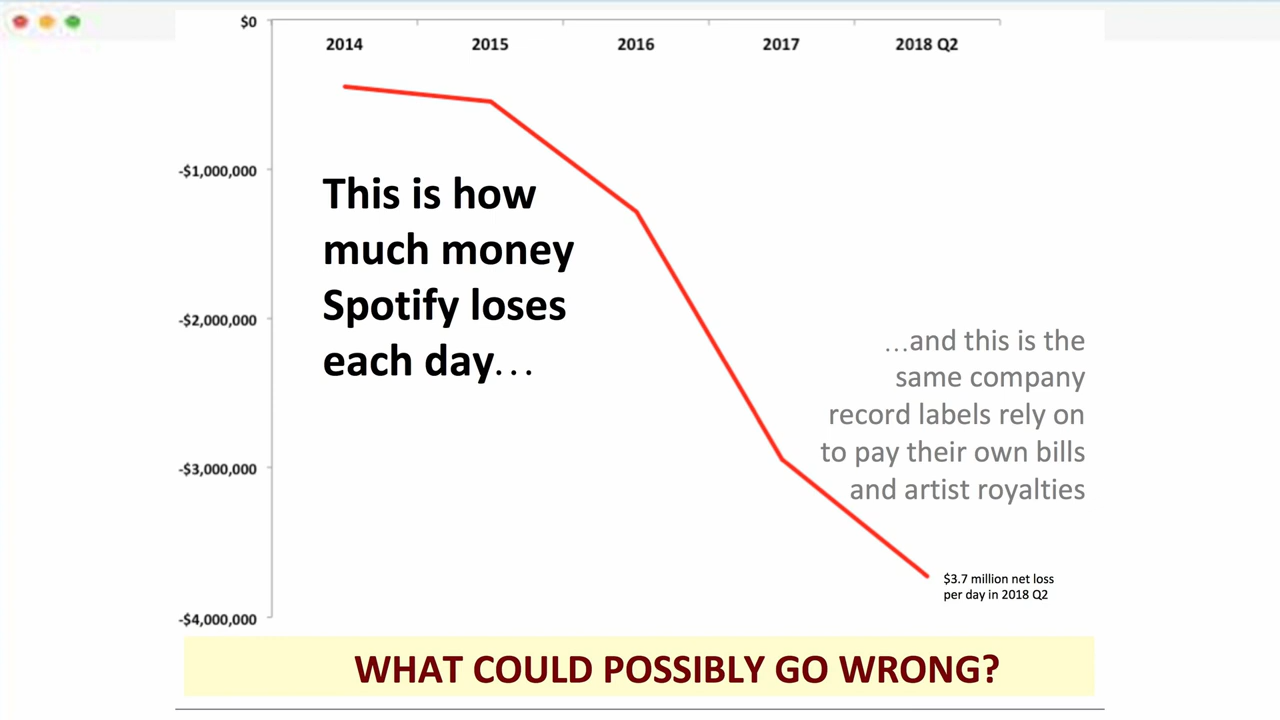 $0
2014 2015 2016 2017 2018 Q2
-$1,000,000
This is how
much money
Spotify loses
each day...
-$2,000,000
...and this is the
same company
record labels rely on
to pay their own bills
and artist royalties
-$3,000,000
$3.7 million net loss
per day in 2018 Q2
-$4,000,000
WHAT COULD POSSIBLY GO WRONG?